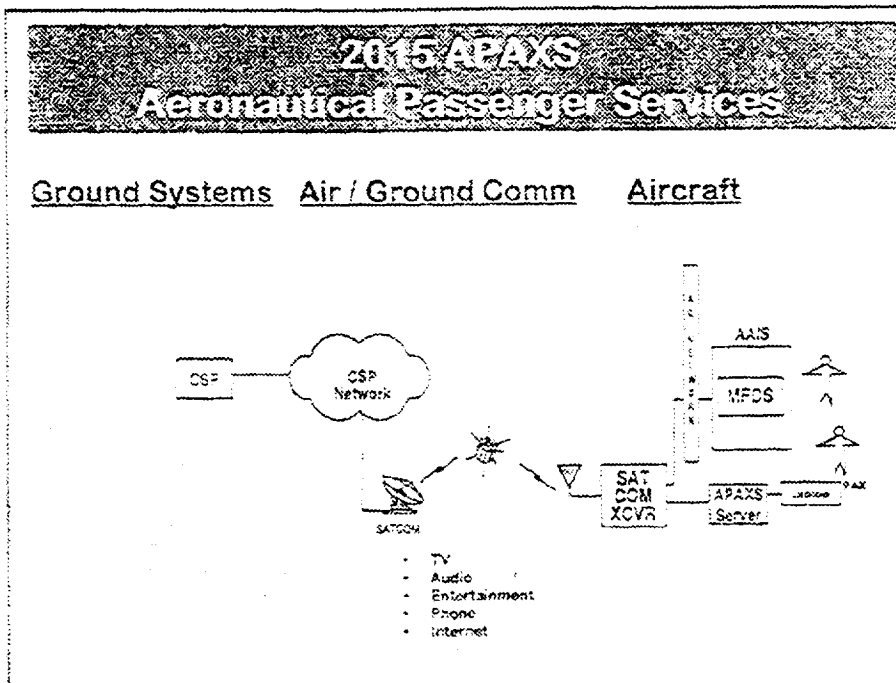 2015 APAXS
Aeronautical Passenger Services
Ground Systems Air / Ground Comm Aircraft
CSP
CSP
Network
SATCOM
AXIS
MFDS
SAT
COM
XCVR
APAXS
Server
PAX
• TV
• Audio
• Entertainment
• Phone
• Internet